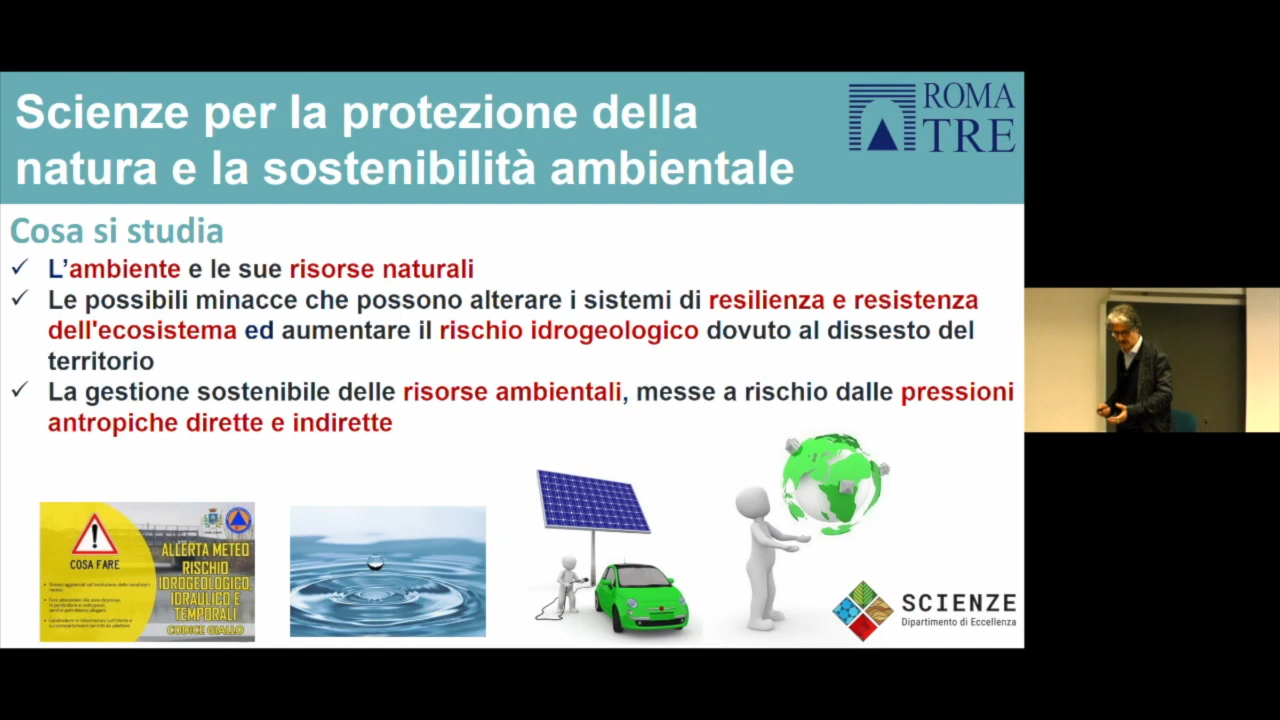 Scienze per la protezione della
natura e la sostenibilità ambientale
ROMA
TRE
Cosa si studia
✓ L’ambiente e le sue risorse naturali
✓ Le possibili minacce che possono alterare i sistemi di resilienza e resistenza
dell'ecosistema ed aumentare il rischio idrogeologico dovuto al dissesto del
territorio
✓ La gestione sostenibile delle risorse ambientali, messe a rischio dalle pressioni
antropiche dirette e indirette
COSA FARE
ALLERTA METEO
RISCHIO
IDROGEOLOGICO,
IDRAULICO E
TEMPORALI
CODICE GIALLO
SCIENZE
Dipartimento di Eccellenza